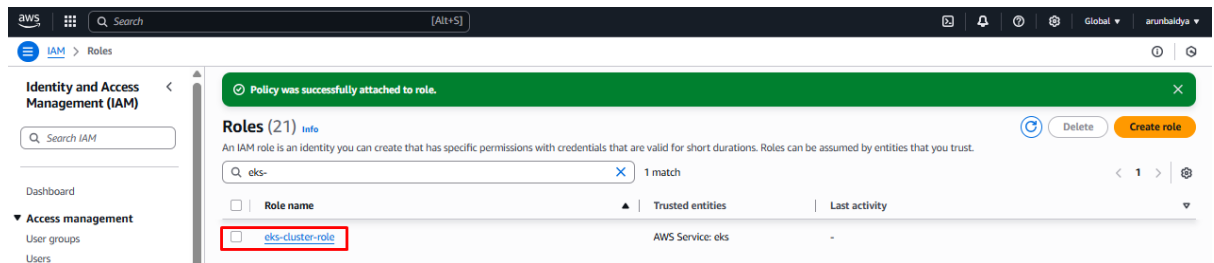 aws
Search [Alt+S] Global ▼ arunbaidya ▼
IAM > Roles
Identity and Access Management (IAM)
Search IAM
Dashboard
▼ Access management
User groups
Users
Policy was successfully attached to role.
Roles (21) Info
Delete
Create role
An IAM role is an identity you can create that has specific permissions with credentials that are valid for short durations. Roles can be assumed by entities that you trust.
eks-
1 match
< 1 >
Role name ▲ Trusted entities Last activity
eks-cluster-role AWS Service: eks -